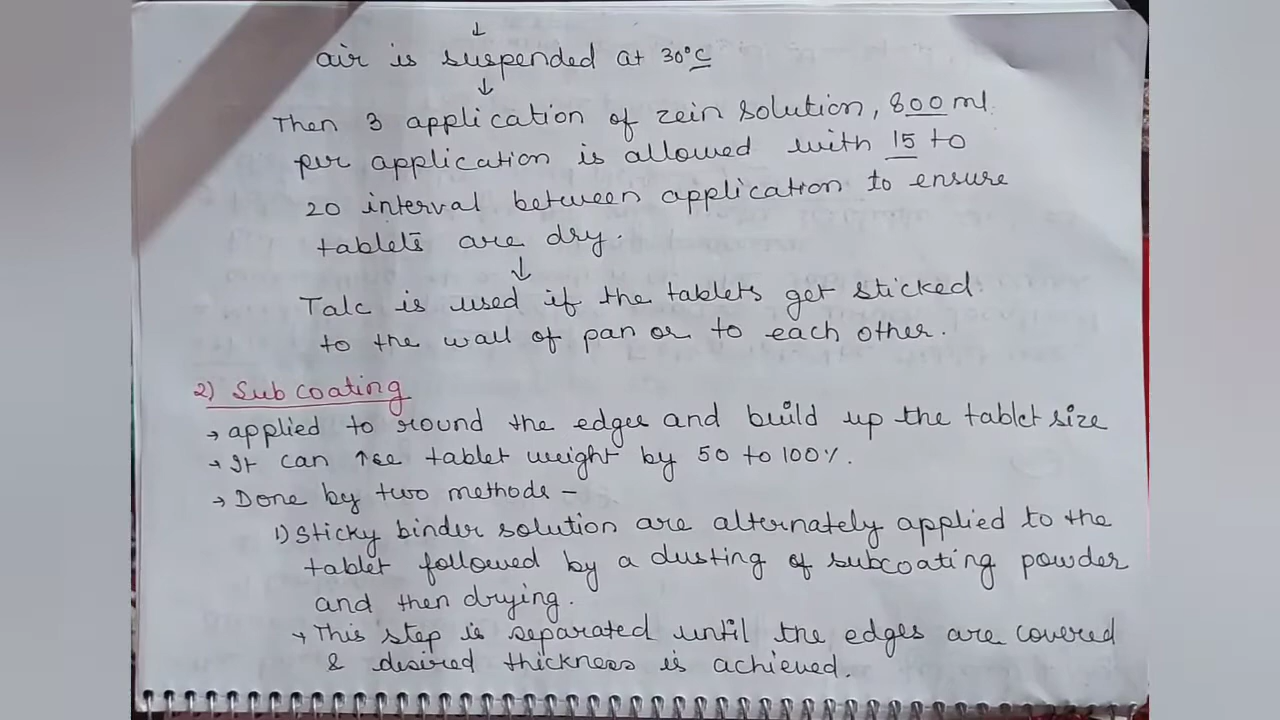 ↓
air is suspended at 30°C
↓
Then 3 application of zein solution, 800 ml
per application is allowed with 15 to
20 interval between application to ensure
tablets are dry.
↓
Talc is used if the tablets get sticked
to the wall of pan or to each other.
2) Sub coating
→ applied to round the edges and build up the tablet size
→ It can ↑se tablet weight by 50 to 100%.
→ Done by two methods –
1) Sticky binder solution are alternately applied to the
tablet followed by a dusting of subcoating powder
and then drying.
→ This step is separated until the edges are covered
& desired thickness is achieved.